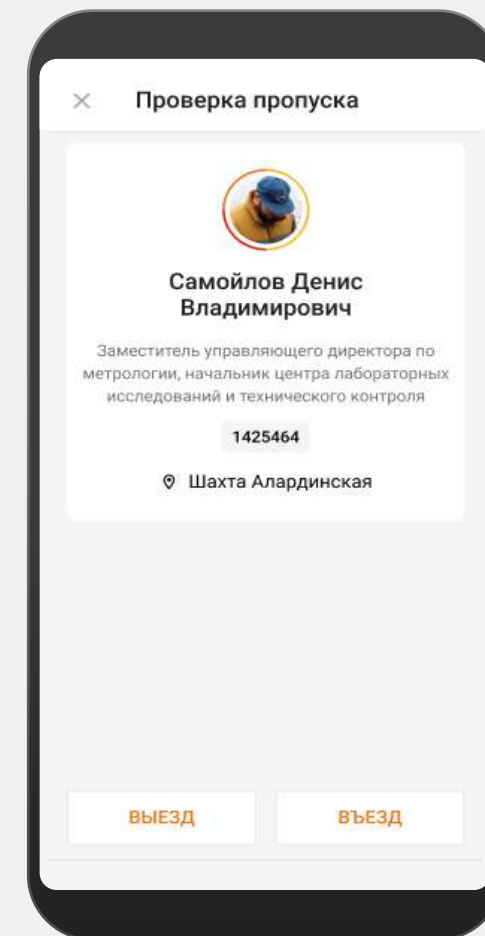 Проверка пропуска
Самойлов Денис
Владимирович
Заместитель управляющего директора по
метрологии, начальник центра лабораторных
исследований и технического контроля
1425464
Шахта Алардинская
ВЫЕЗД ВЪЕЗД